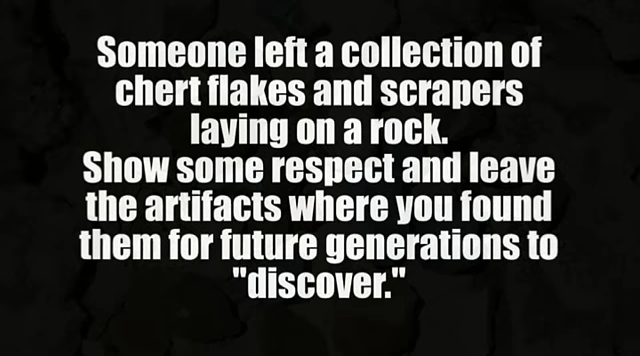 Someone left a collection of
chert flakes and scrapers
laying on a rock.
Show some respect and leave
the artifacts where you found
them for future generations to
"discover."